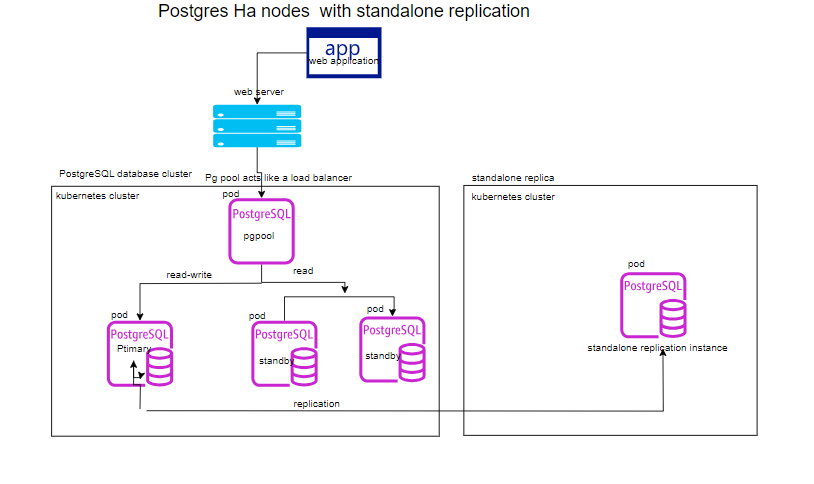 Postgres Ha nodes with standalone replication
app
web application
web server
PostgreSQL database cluster
Pg pool acts like a load balancer
standalone replica
kubernetes cluster
pod
kubernetes cluster
PostgreSQL
pgpool
read-write
read
pod
PostgreSQL
standalone replication instance
pod
PostgreSQL
Ptimary
pod
PostgreSQL
standby
pod
PostgreSQL
standby
replication